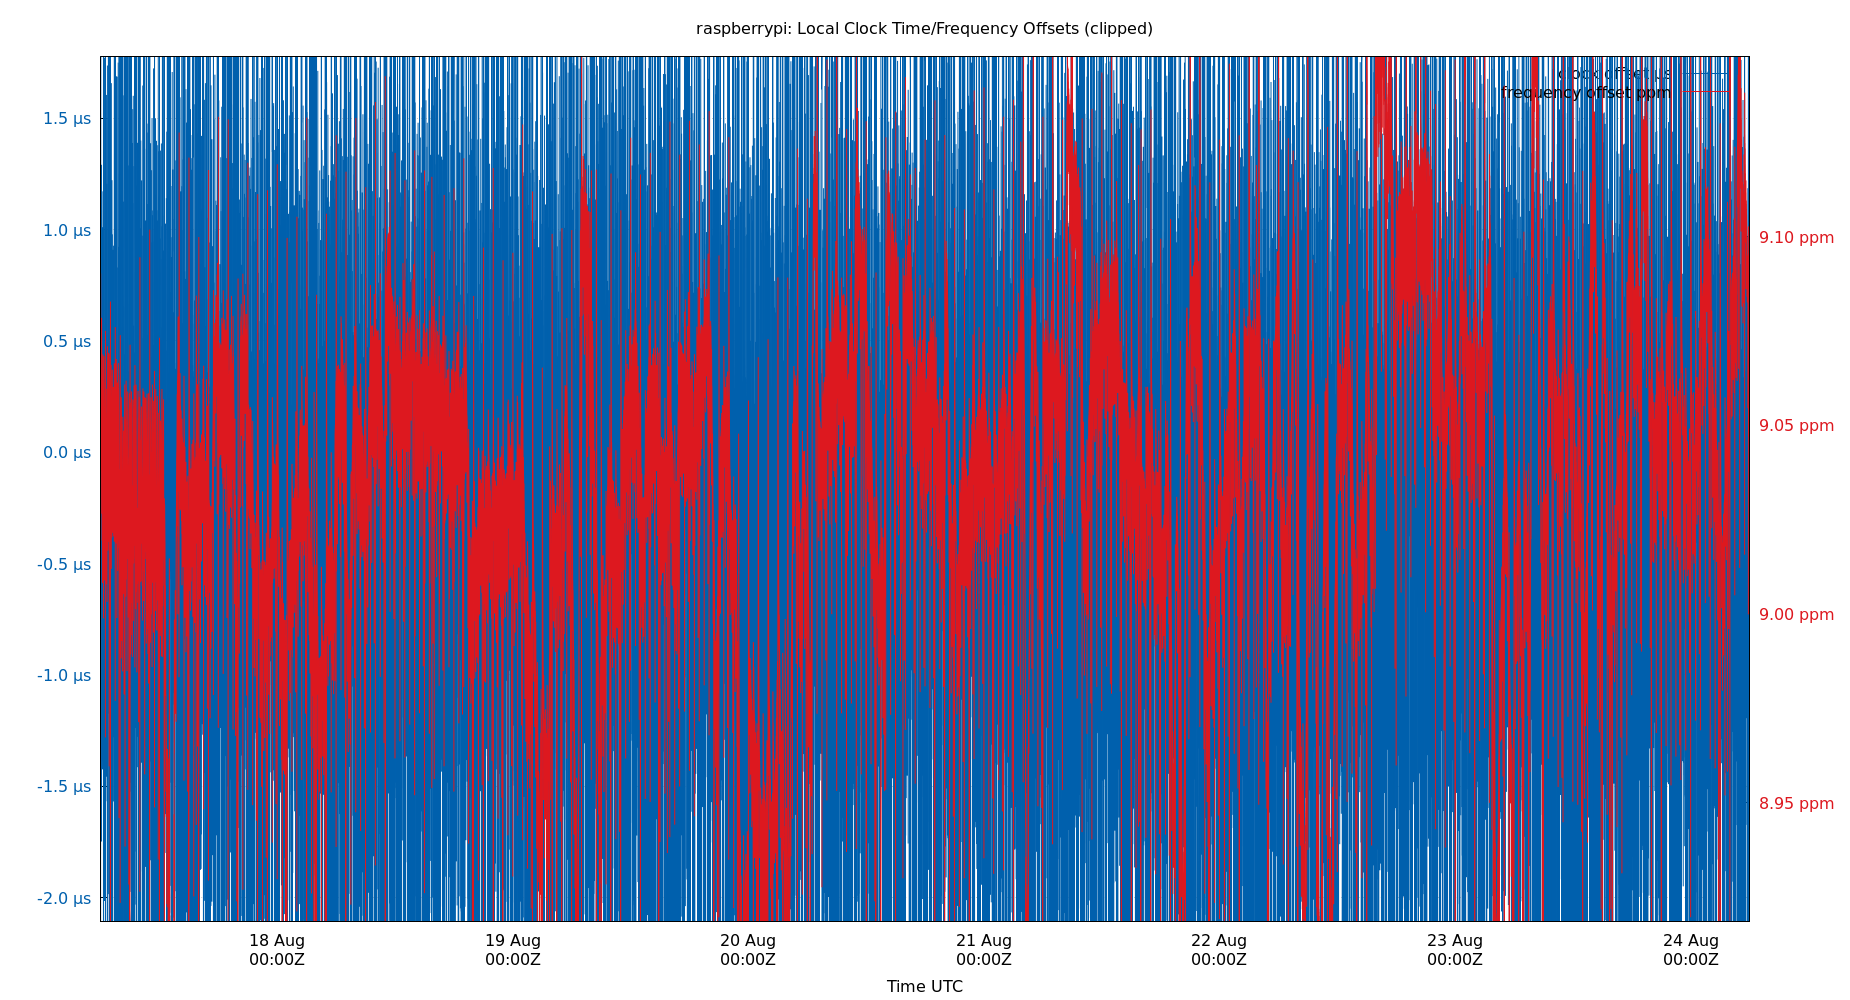 raspberrypi: Local Clock Time/Frequency Offsets (clipped)
clock offset µs
frequency offset ppm
1.5 µs
1.0 µs
0.5 µs
0.0 µs
-0.5 µs
-1.0 µs
-1.5 µs
-2.0 µs
9.10 ppm
9.05 ppm
9.00 ppm
8.95 ppm
18 Aug
00:00Z
19 Aug
00:00Z
20 Aug
00:00Z
21 Aug
00:00Z
22 Aug
00:00Z
23 Aug
00:00Z
24 Aug
00:00Z
Time UTC